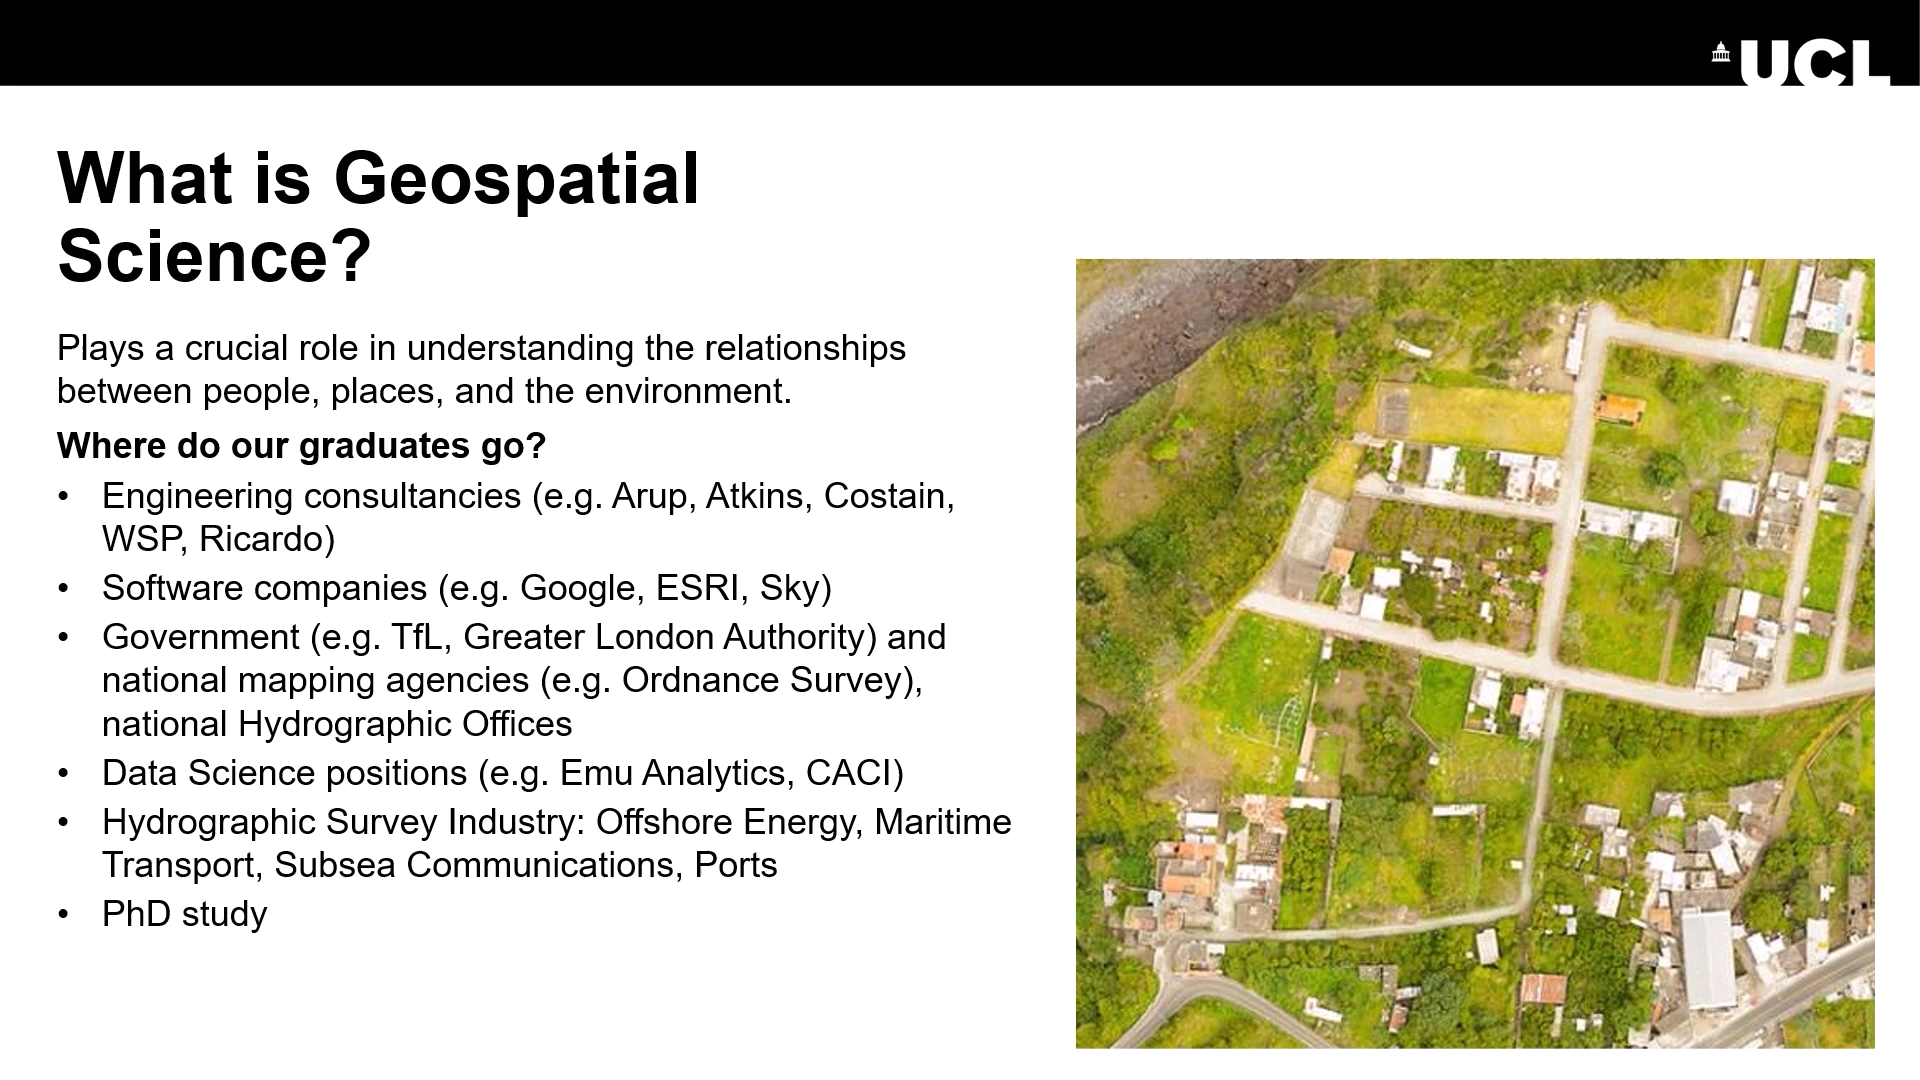 UCL
What is Geospatial
Science?
Plays a crucial role in understanding the relationships
between people, places, and the environment.
Where do our graduates go?
• Engineering consultancies (e.g. Arup, Atkins, Costain,
WSP, Ricardo)
• Software companies (e.g. Google, ESRI, Sky)
• Government (e.g. TfL, Greater London Authority) and
national mapping agencies (e.g. Ordnance Survey),
national Hydrographic Offices
• Data Science positions (e.g. Emu Analytics, CACI)
• Hydrographic Survey Industry: Offshore Energy, Maritime
Transport, Subsea Communications, Ports
• PhD study